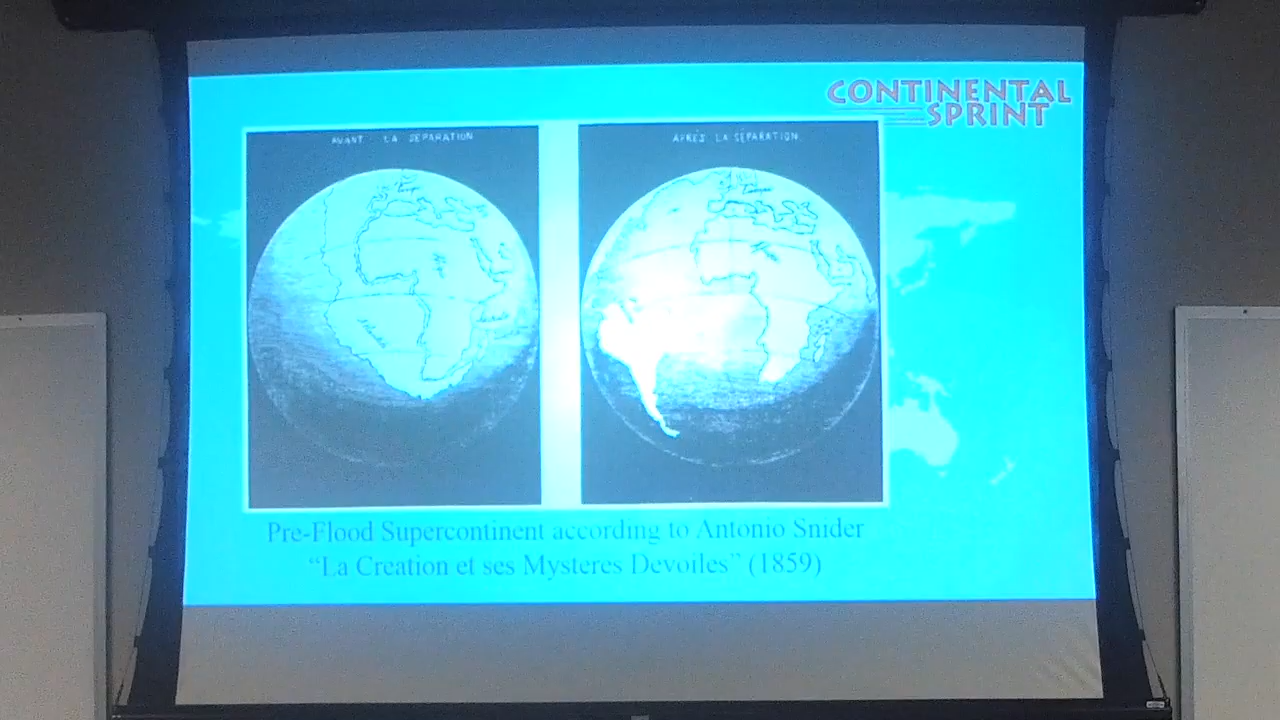 CONTINENTAL
SPRINT
AVANT LA SEPARATION
APRÈS LA SEPARATION.
Pre-Flood Supercontinent according to Antonio Snider
“La Creation et ses Mysteres Devoiles” (1859)